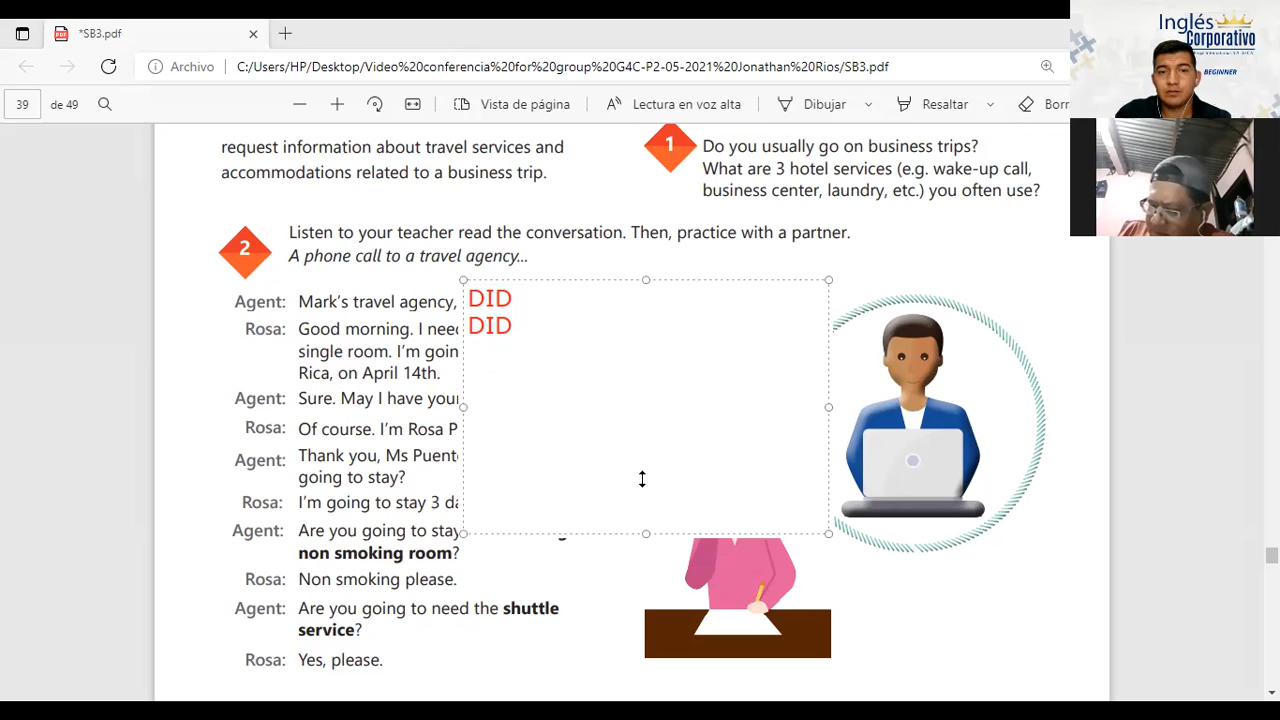 *SB3.pdf
Archivo
C:/Users/HP/Desktop/Video%20conferencia%20senior%20group%20G4C-P2-05-2021%20Jonathan%20Rios/SB3.pdf
39
de 49
Vista de página
Lectura en voz alta
Dibujar
Resaltar
Borr
Inglés
Corporativo
BEGINNER
request information about travel services and
accommodations related to a business trip.
1
Do you usually go on business trips?
What are 3 hotel services (e.g. wake-up call,
business center, laundry, etc.) you often use?
2
Listen to your teacher read the conversation. Then, practice with a partner.
A phone call to a travel agency...
Agent: Mark's travel agency,
Rosa: Good morning. I need
single room. I'm goin
Rica, on April 14th.
Agent: Sure. May I have your
Rosa: Of course. I'm Rosa P
Agent: Thank you, Ms Puent
going to stay?
Rosa: I'm going to stay 3 da
Agent: Are you going to stay
non smoking room?
Rosa: Non smoking please.
Agent: Are you going to need the shuttle
service?
Rosa: Yes, please.
DID
DID